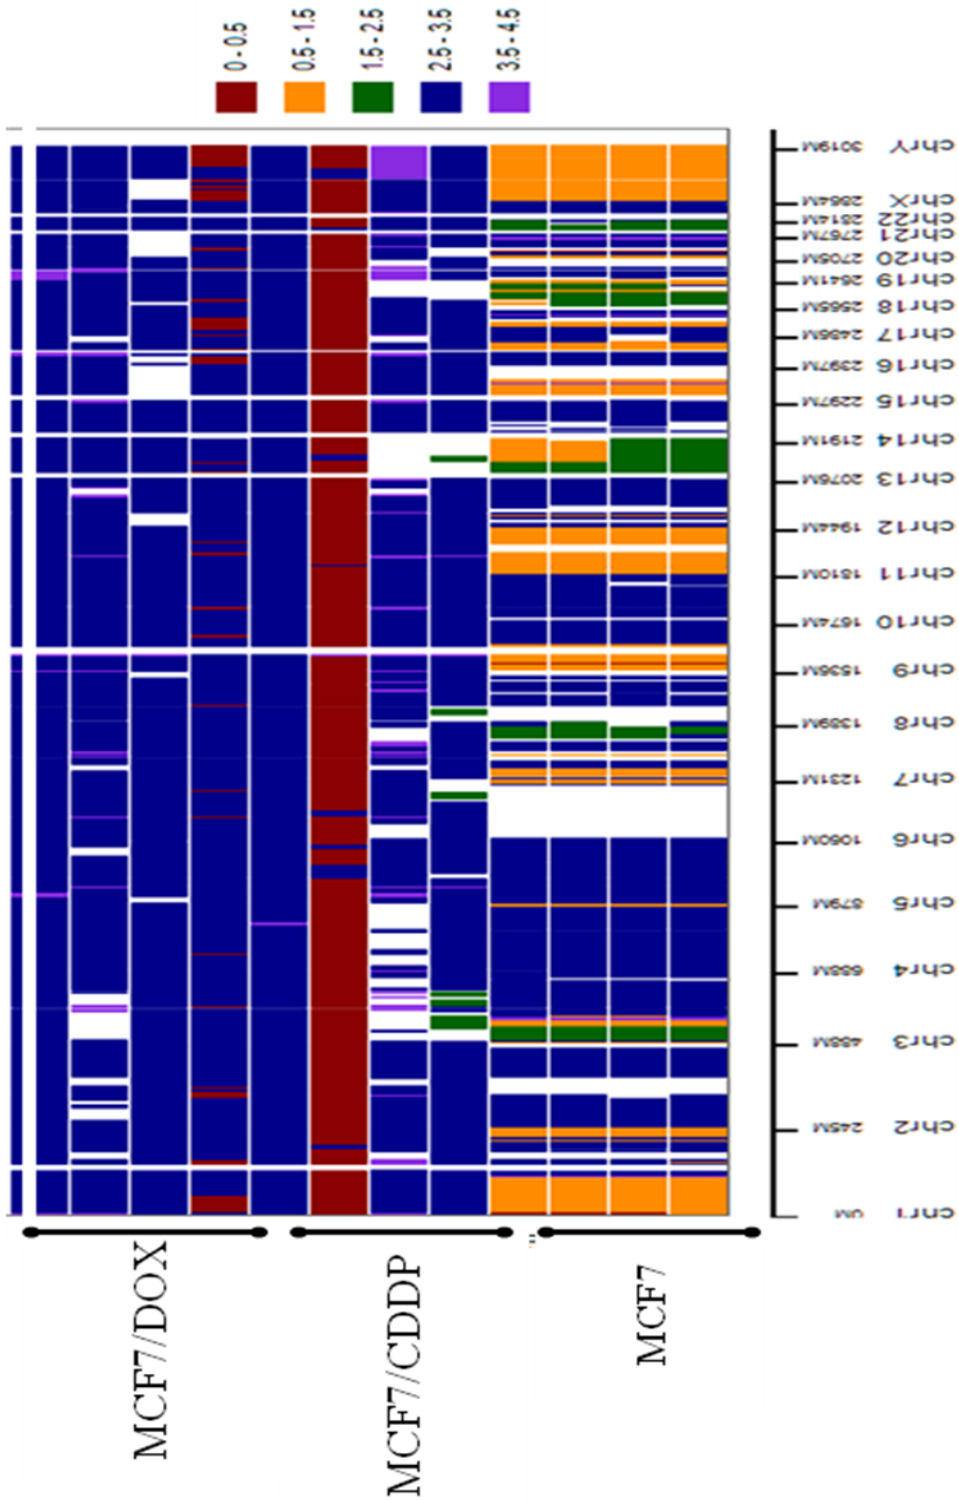 0 - 0.5
0.5 - 1.5
1.5 - 2.5
2.5 - 3.5
3.5 - 4.5
chrY 3019M
chrX 2864M
chr22 2814M
chr21 2767M
chr20 2705M
chr19 2641M
chr18 2565M
chr17 2486M
chr16 2397M
chr15 2297M
chr14 2191M
chr13 2076M
chr12 1944M
chr11 1810M
chr10 1674M
chr9 1536M
chr8 1389M
chr7 1231M
chr6 1060M
chr5 879M
chr4 688M
chr3 488M
chr2 245M
chr1 0M
MCF7/DOX
MCF7/CDDP
MCF7